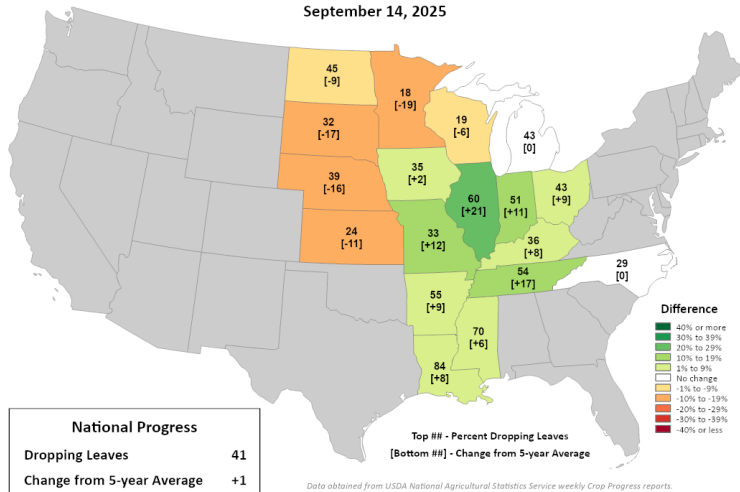 September 14, 2025
45
[-9]
18
[-19]
19
[-6]
43
[0]
32
[-17]
35
[+2]
39
[-16]
60
[+21]
51
[+11]
43
[+9]
24
[-11]
33
[+12]
36
[+8]
29
[0]
54
[+17]
55
[+9]
70
[+6]
84
[+8]
Difference
40% or more
30% to 39%
20% to 29%
10% to 19%
1% to 9%
No change
-1% to -9%
-10% to -19%
-20% to -29%
-30% to -39%
-40% or less
National Progress
Dropping Leaves 41
Change from 5-year Average +1
Top ## - Percent Dropping Leaves
[Bottom ##] - Change from 5-year Average
Data obtained from USDA National Agricultural Statistics Service weekly Crop Progress reports.